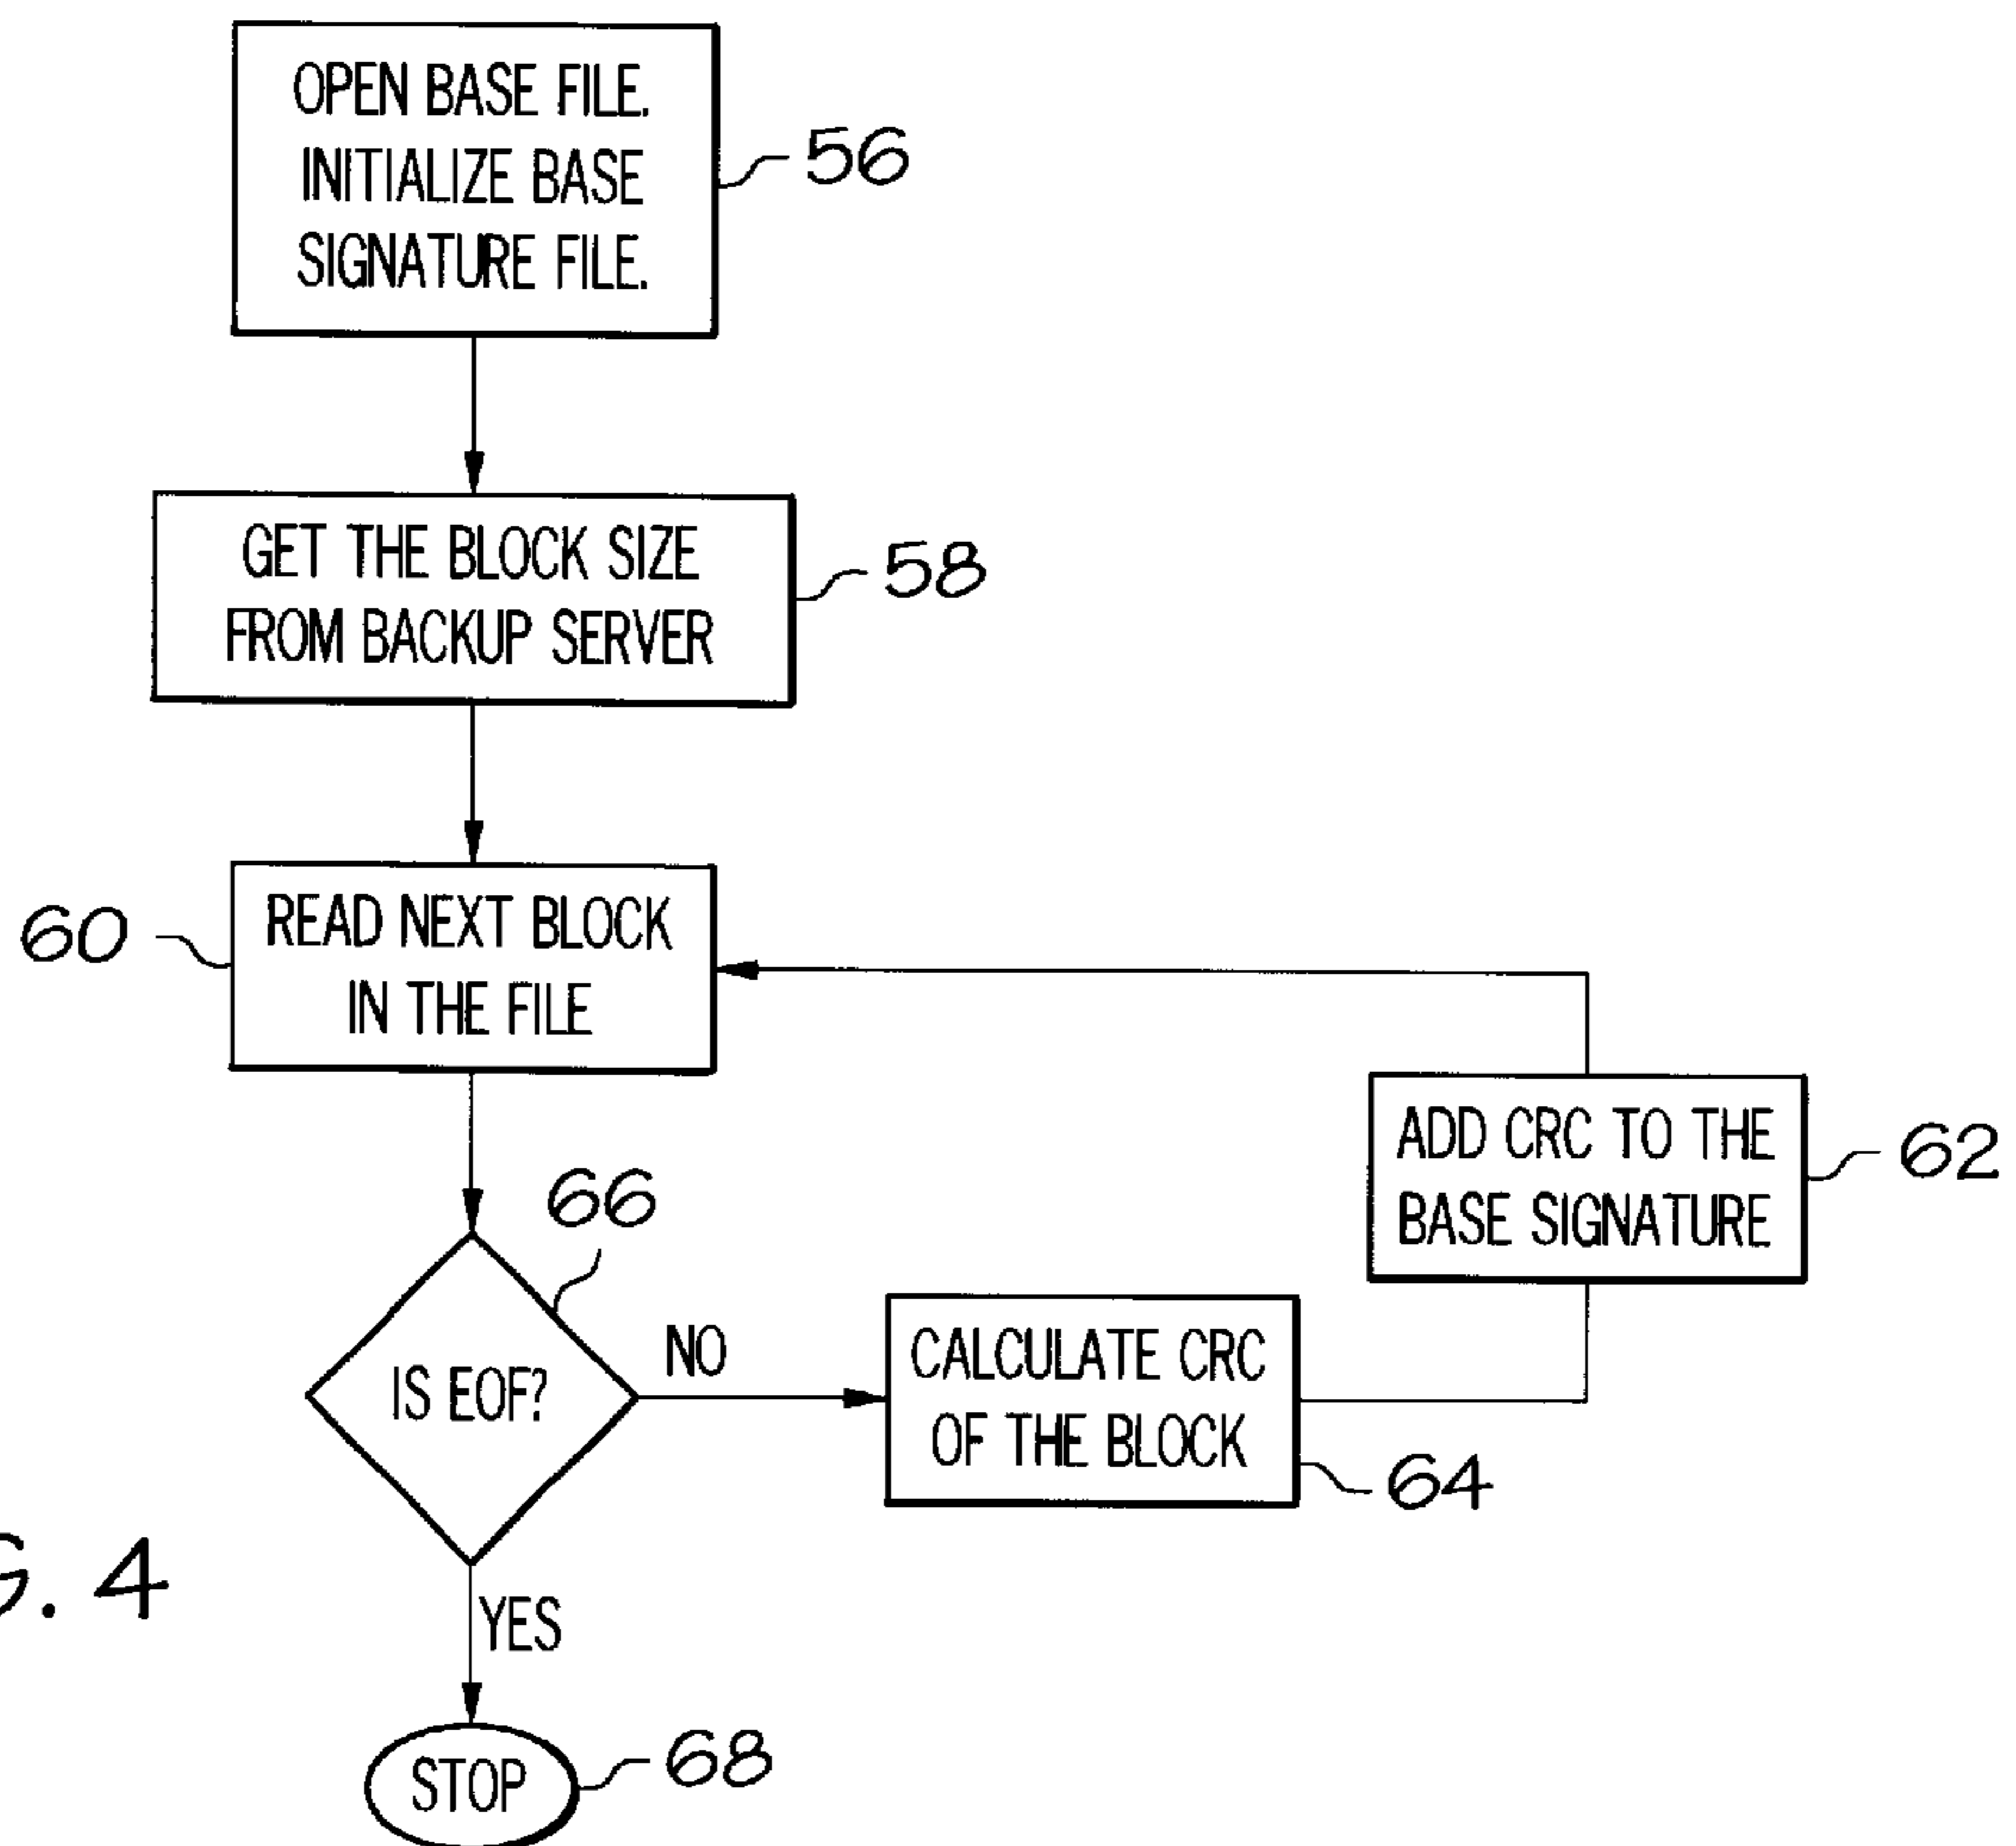 OPEN BASE FILE.
INITIALIZE BASE
SIGNATURE FILE.
56
GET THE BLOCK SIZE
FROM BACKUP SERVER
58
60
READ NEXT BLOCK
IN THE FILE
ADD CRC TO THE
BASE SIGNATURE
62
66
IS EOF?
NO
CALCULATE CRC
OF THE BLOCK
64
G. 4
YES
STOP
68